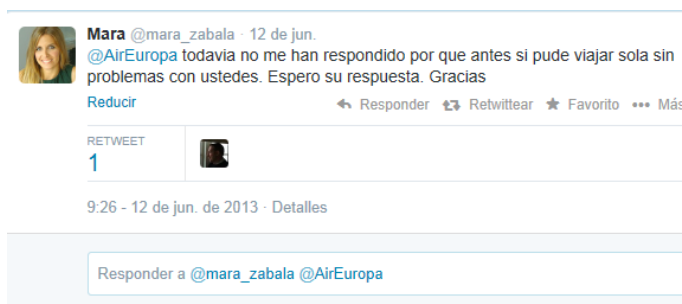 Mara @mara_zabala · 12 de jun.
@AirEuropa todavia no me han respondido por que antes si pude viajar sola sin
problemas con ustedes. Espero su respuesta. Gracias
Reducir Responder Retwittear Favorito Más
RETWEET
1
9:26 - 12 de jun. de 2013 · Detalles
Responder a @mara_zabala @AirEuropa